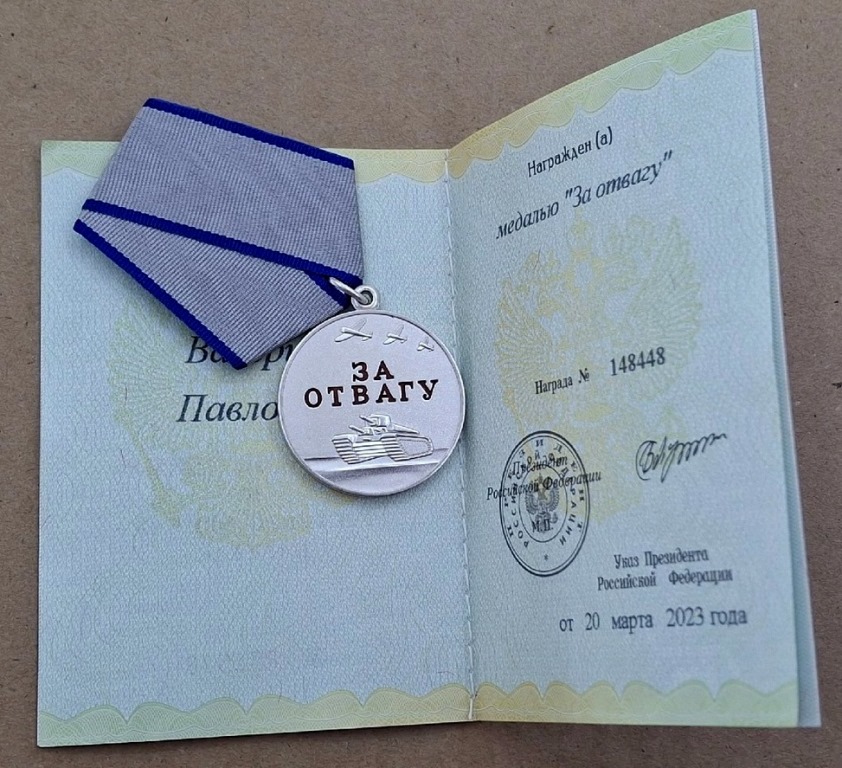 ЗА
ОТВАГУ
Награжден (а)
медалью "За отвагу"
Награда № 148448
Президент
Российской Федерации
М.П.
Указ Президента
Российской Федерации
от 20 марта 2023 года